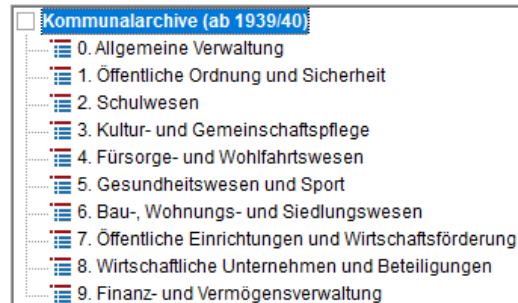 Kommunalarchive (ab 1939/40)
0. Allgemeine Verwaltung
1. Öffentliche Ordnung und Sicherheit
2. Schulwesen
3. Kultur- und Gemeinschaftspflege
4. Fürsorge- und Wohlfahrtswesen
5. Gesundheitswesen und Sport
6. Bau-, Wohnungs- und Siedlungswesen
7. Öffentliche Einrichtungen und Wirtschaftsförderung
8. Wirtschaftliche Unternehmen und Beteiligungen
9. Finanz- und Vermögensverwaltung